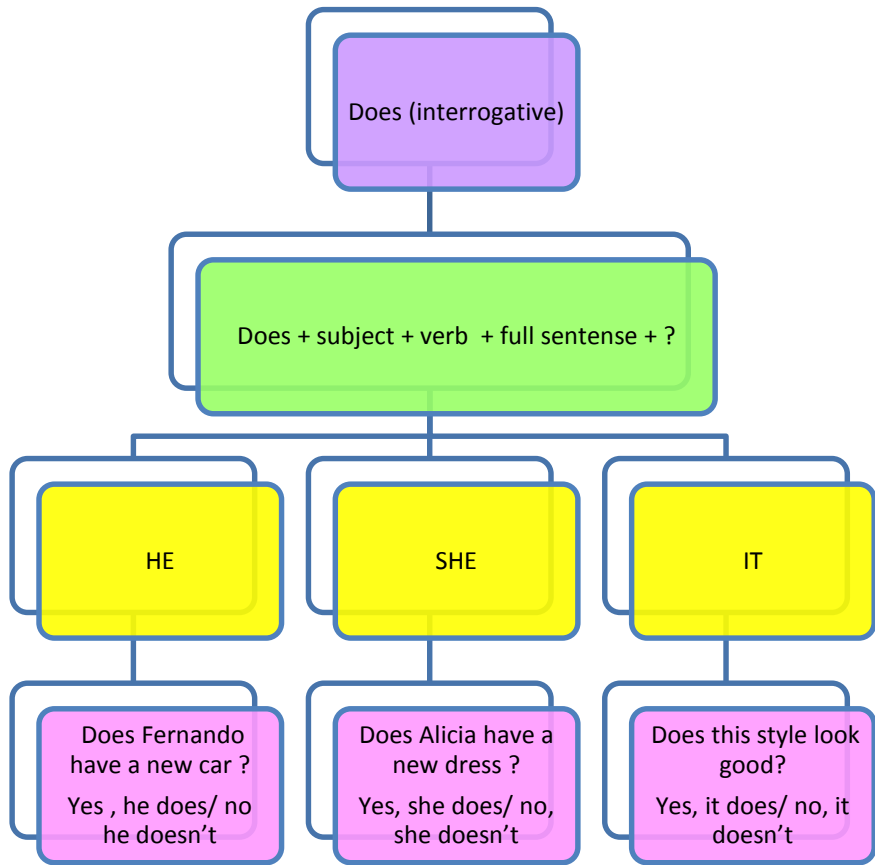 Does (interrogative)
Does + subject + verb + full sentense + ?
HE
SHE
IT
Does Fernando
have a new car ?
Yes , he does/ no
he doesn’t
Does Alicia have a
new dress ?
Yes, she does/ no,
she doesn’t
Does this style look
good?
Yes, it does/ no, it
doesn’t